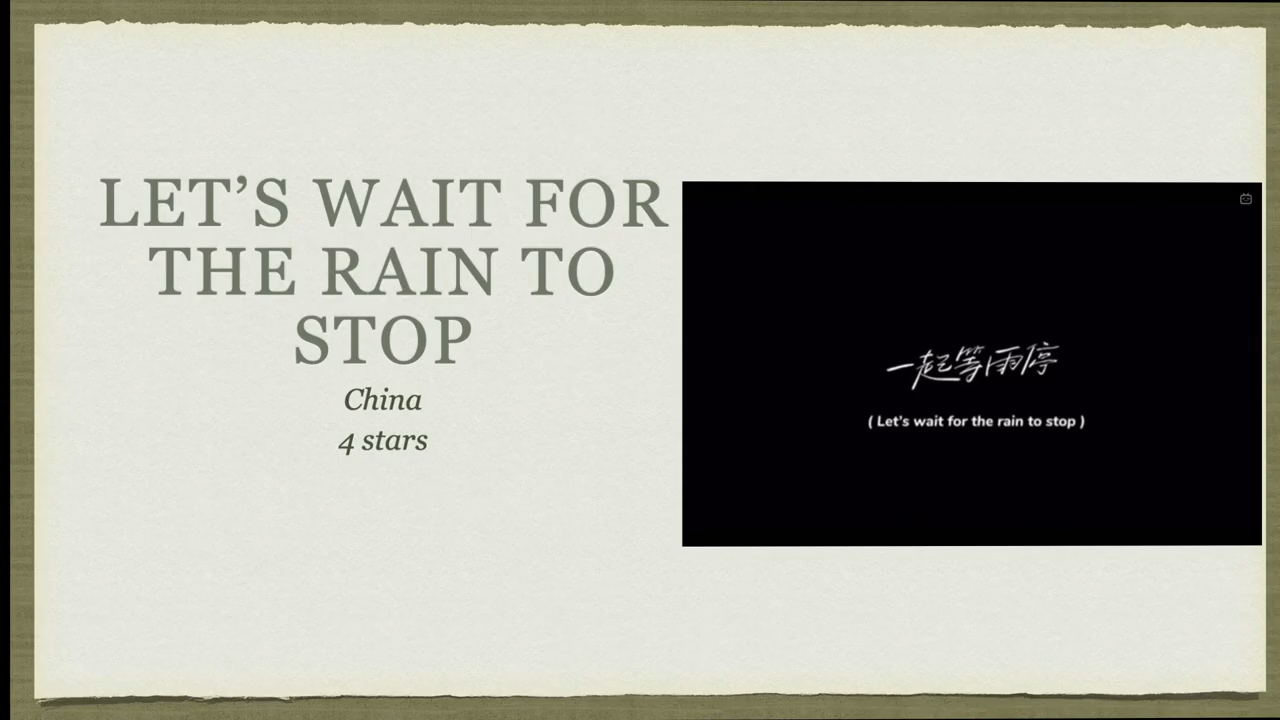 LET’S WAIT FOR
THE RAIN TO
STOP
China
4 stars
一起等雨停
( Let's wait for the rain to stop )